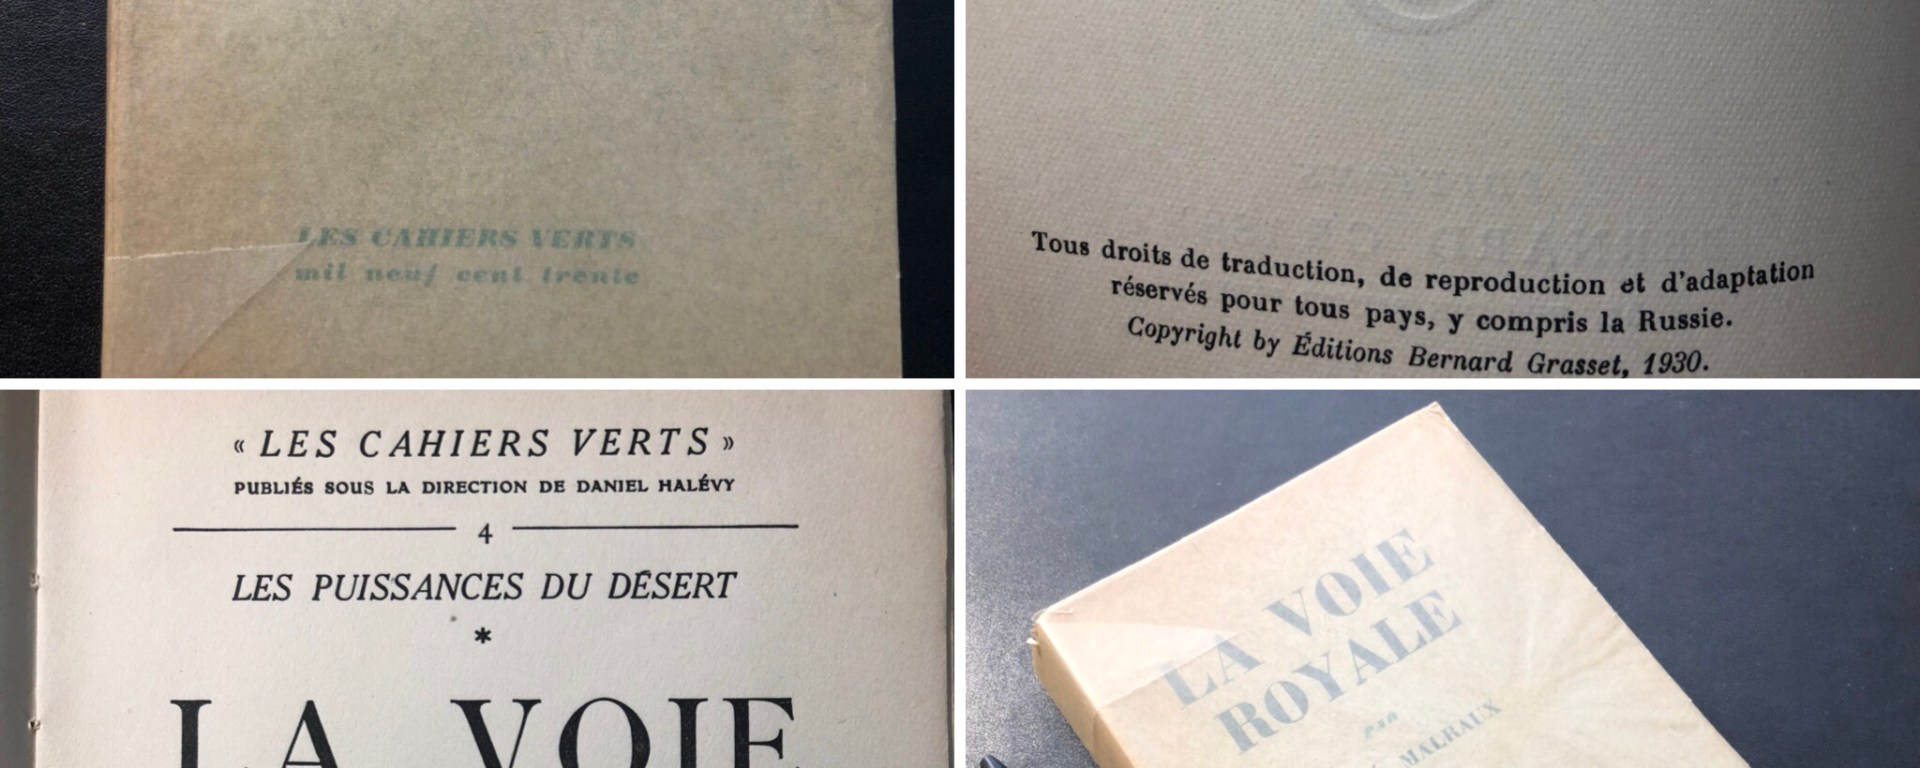 LES CAHIERS VERTS
mil neuf cent trente
Tous droits de traduction, de reproduction et d'adaptation
réservés pour tous pays, y compris la Russie.
Copyright by Éditions Bernard Grasset, 1930.
« LES CAHIERS VERTS »
PUBLIÉS SOUS LA DIRECTION DE DANIEL HALÉVY
4
LES PUISSANCES DU DÉSERT
*
LA VOIE
LA VOIE
ROYALE
par
MALRAUX